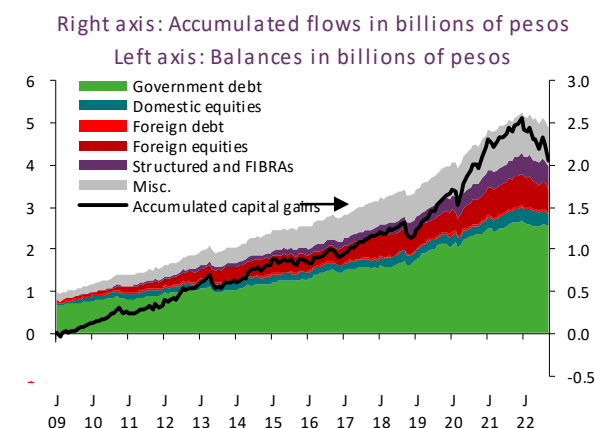 Right axis: Accumulated flows in billions of pesos
Left axis: Balances in billions of pesos
6
5
4
3
2
1
0
3.0
2.5
2.0
1.5
1.0
0.5
0.0
-0.5
Government debt
Domestic equities
Foreign debt
Foreign equities
Structured and FIBRAs
Misc.
Accumulated capital gains
J J J J J J J J J J J J J J
09 10 11 12 13 14 15 16 17 18 19 20 21 22